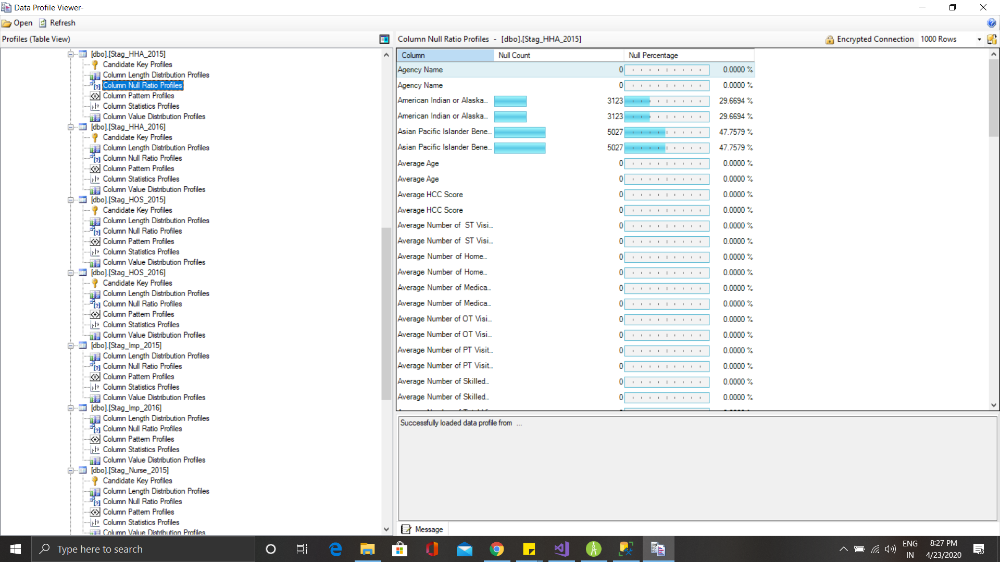 Data Profile Viewer-
Open Refresh
Profiles (Table View)
[dbo].[Stag_HHA_2015]
Candidate Key Profiles
Column Length Distribution Profiles
Column Null Ratio Profiles
Column Pattern Profiles
Column Statistics Profiles
Column Value Distribution Profiles
[dbo].[Stag_HHA_2016]
Candidate Key Profiles
Column Length Distribution Profiles
Column Null Ratio Profiles
Column Pattern Profiles
Column Statistics Profiles
Column Value Distribution Profiles
[dbo].[Stag_HOS_2015]
Candidate Key Profiles
Column Length Distribution Profiles
Column Null Ratio Profiles
Column Pattern Profiles
Column Statistics Profiles
Column Value Distribution Profiles
[dbo].[Stag_HOS_2016]
Candidate Key Profiles
Column Length Distribution Profiles
Column Null Ratio Profiles
Column Pattern Profiles
Column Statistics Profiles
Column Value Distribution Profiles
[dbo].[Stag_Imp_2015]
Column Length Distribution Profiles
Column Null Ratio Profiles
Column Pattern Profiles
Column Statistics Profiles
Column Value Distribution Profiles
[dbo].[Stag_Imp_2016]
Column Length Distribution Profiles
Column Null Ratio Profiles
Column Pattern Profiles
Column Statistics Profiles
Column Value Distribution Profiles
[dbo].[Stag_Nurse_2015]
Candidate Key Profiles
Column Length Distribution Profiles
Column Null Ratio Profiles
Column Pattern Profiles
Column Statistics Profiles
Column Value Distribution Profiles
Column Null Ratio Profiles - [dbo].[Stag_HHA_2015] Encrypted Connection 1000 Rows
Column Null Count Null Percentage
Agency Name 0 0.0000 %
Agency Name 0 0.0000 %
American Indian or Alaska... 3123 29.6694 %
American Indian or Alaska... 3123 29.6694 %
Asian Pacific Islander Bene... 5027 47.7579 %
Asian Pacific Islander Bene... 5027 47.7579 %
Average Age 0 0.0000 %
Average Age 0 0.0000 %
Average HCC Score 0 0.0000 %
Average HCC Score 0 0.0000 %
Average Number of ST Visi... 0 0.0000 %
Average Number of ST Visi... 0 0.0000 %
Average Number of Home... 0 0.0000 %
Average Number of Home... 0 0.0000 %
Average Number of Medica... 0 0.0000 %
Average Number of Medica... 0 0.0000 %
Average Number of OT Visi... 0 0.0000 %
Average Number of OT Visi... 0 0.0000 %
Average Number of PT Visit... 0 0.0000 %
Average Number of PT Visit... 0 0.0000 %
Average Number of Skilled... 0 0.0000 %
Average Number of Skilled... 0 0.0000 %
Successfully loaded data profile from ...
Message
Type here to search
ENG
IN
8:27 PM
4/23/2020